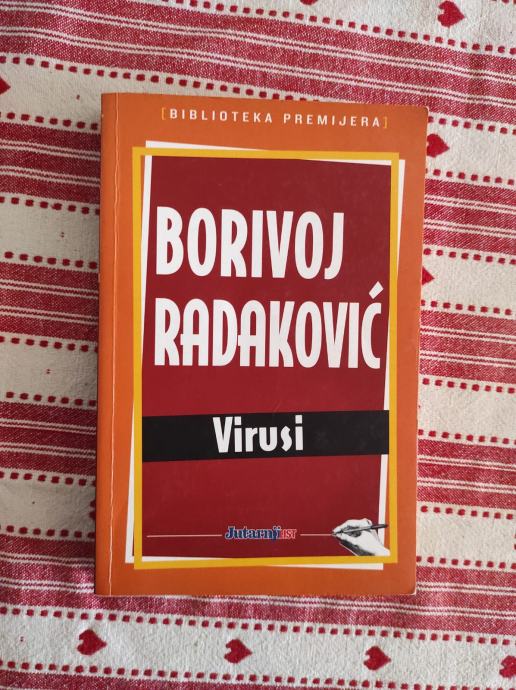 [BIBLIOTEKA PREMIJERA]
BORIVOJ
RADAKOVIĆ
Virusi
Jutarnji LIST